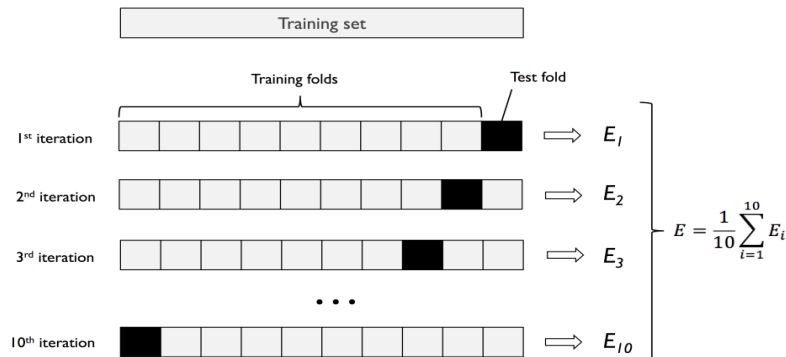 Training set
Training folds
Test fold
1st iteration
E1
2nd iteration
E2
3rd iteration
E3
E = 1/10 10∑i=1 Ei
• • •
10th iteration
E10